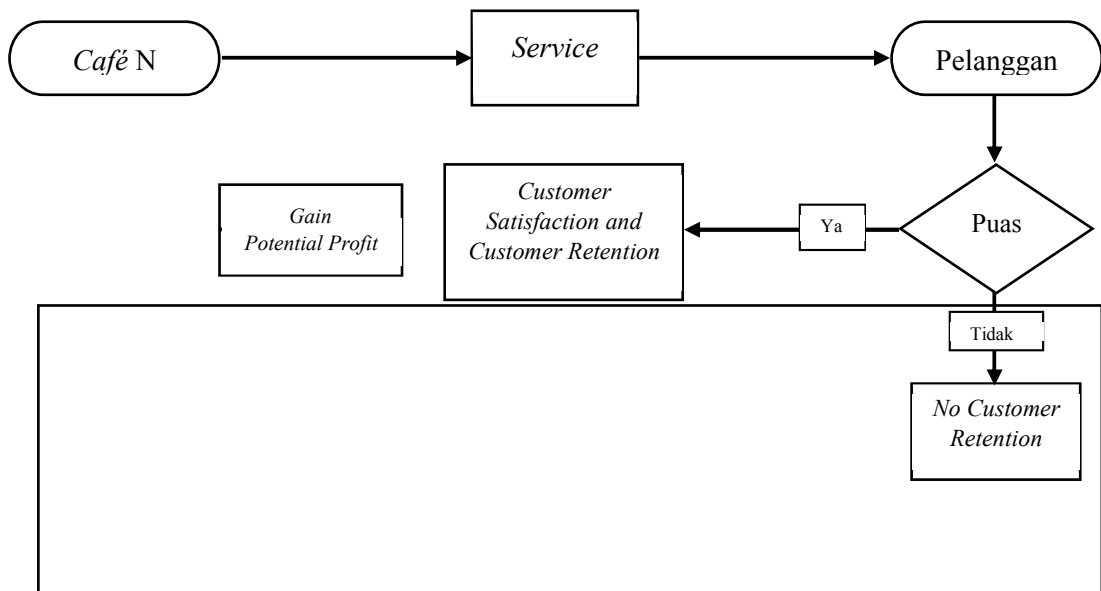 Café N
Service
Pelanggan
Gain
Potential Profit
Customer
Satisfaction and
Customer Retention
Ya
Puas
Tidak
No Customer
Retention